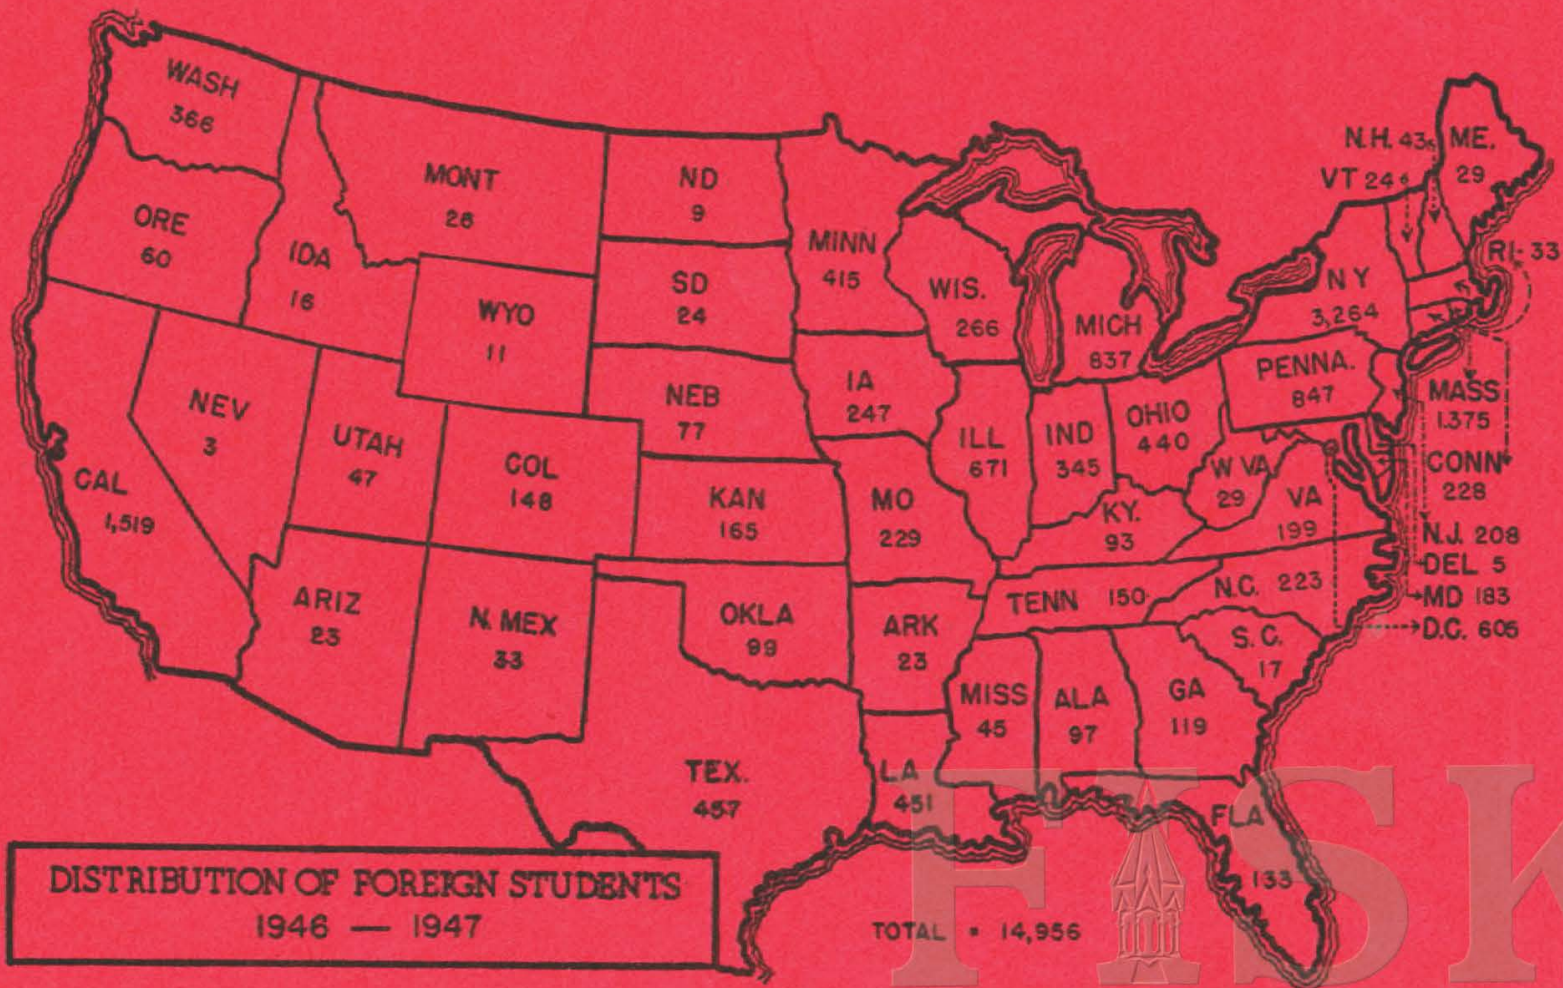 WASH
366
ORE
60
CAL
1,519
NEV
3
IDA
16
MONT
26
WYO
11
UTAH
47
COL
148
ARIZ
23
N. MEX
33
ND
9
SD
24
NEB
77
KAN
165
OKLA
99
TEX.
457
MINN
415
IA
247
MO
229
ARK
23
LA
451
WIS.
266
ILL
671
MICH
837
IND
345
OHIO
440
KY.
93
TENN 150
MISS
45
ALA
97
GA
119
FLA
133
S.C.
17
N.C. 223
VA
199
W VA
29
PENNA.
847
N Y
3,264
VT 24
N.H. 43
ME.
29
RI- 33
MASS
1.375
CONN
228
N.J. 208
DEL 5
MD 183
D.C. 605
DISTRIBUTION OF FOREIGN STUDENTS
1946 — 1947
TOTAL = 14,956
FISK